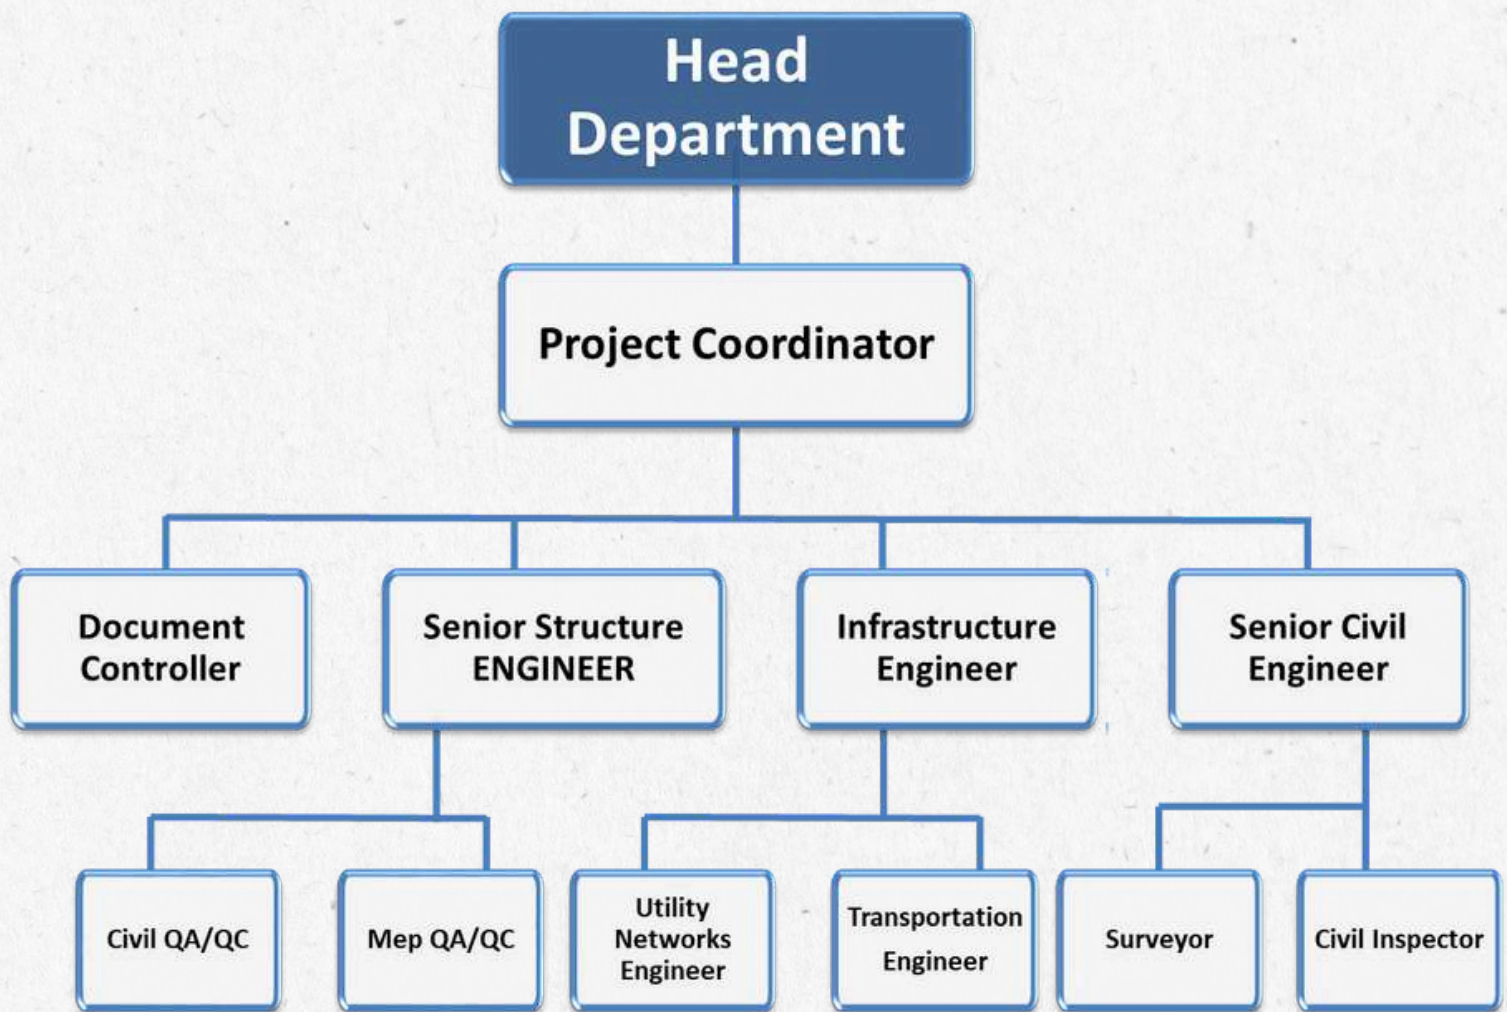 Head
Department
Project Coordinator
Document
Controller
Senior Structure
ENGINEER
Infrastructure
Engineer
Senior Civil
Engineer
Civil QA/QC
Mep QA/QC
Utility
Networks
Engineer
Transportation
Engineer
Surveyor
Civil Inspector